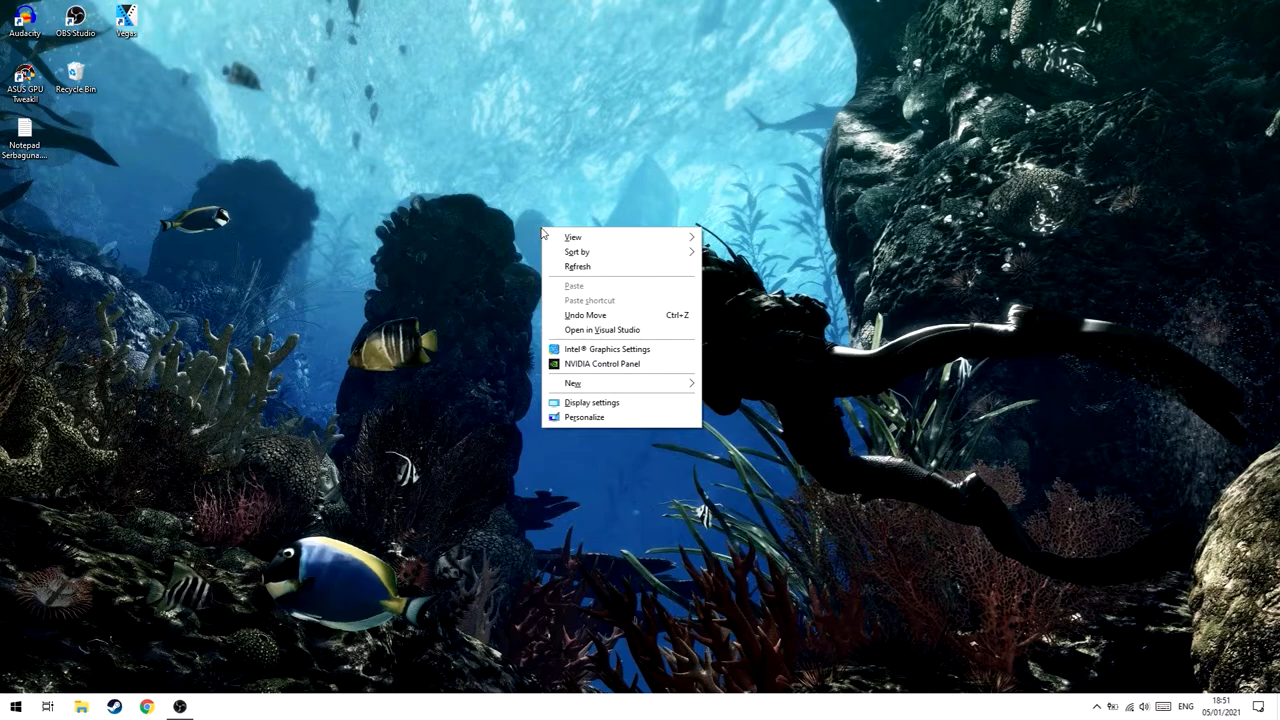 Audacity
OBS Studio
Vegas
ASUS GPU
TweakII
Recycle Bin
Notepad
Serbaguna....
View
Sort by
Refresh
Paste
Paste shortcut
Undo Move Ctrl+Z
Open in Visual Studio
Intel® Graphics Settings
NVIDIA Control Panel
New
Display settings
Personalize
ENG
18:51
05/01/2021